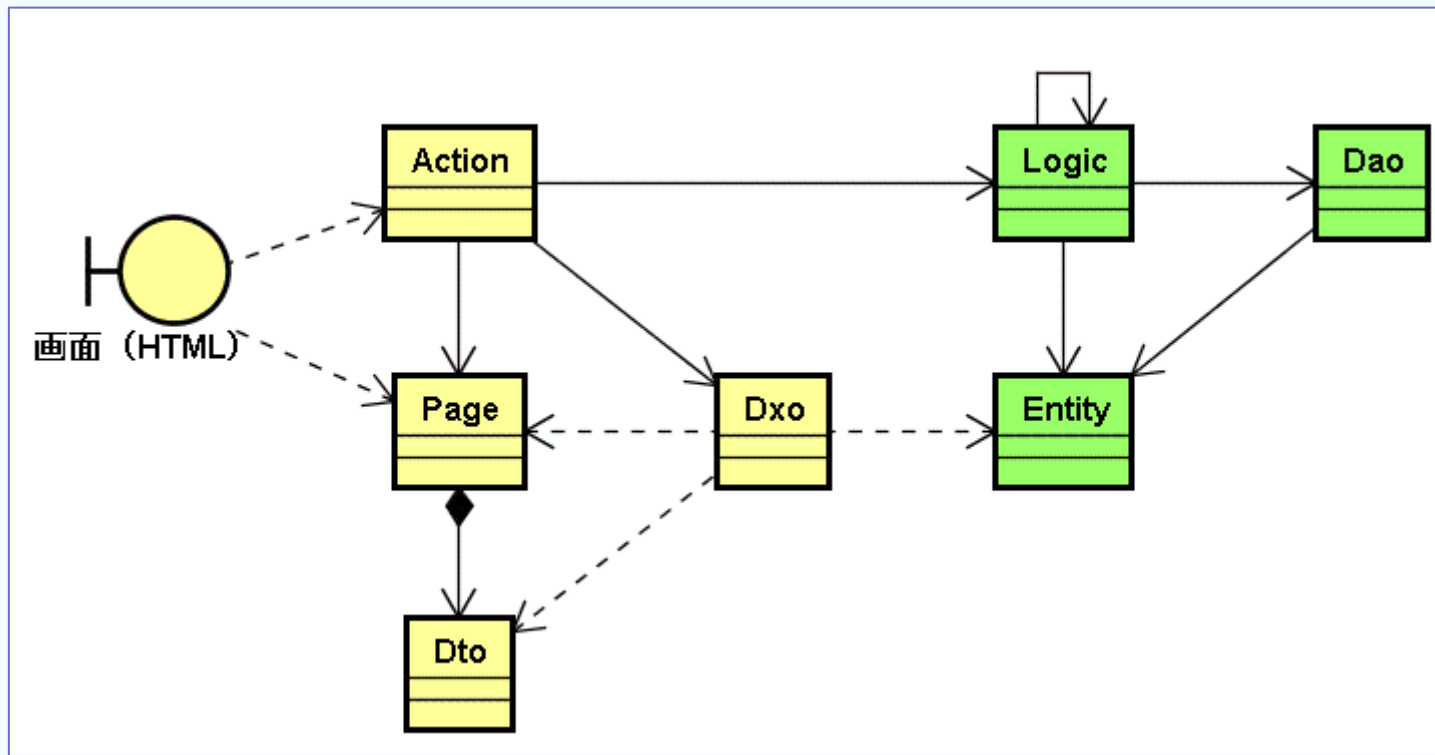 Action
Logic
Dao
画面（HTML）
Page
Dxo
Entity
Dto